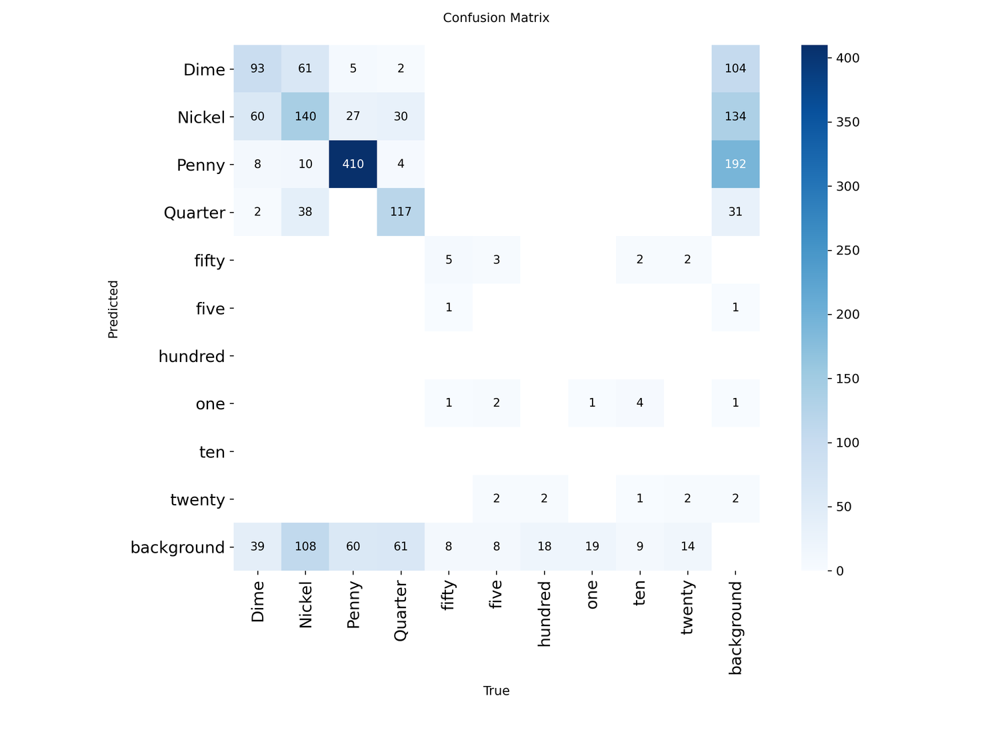 Confusion Matrix
Dime 93 61 5 2 104
Nickel 60 140 27 30 134
Penny 8 10 410 4 192
Quarter 2 38 117 31
fifty 5 3 2 2
five 1 1
hundred
one 1 2 1 4 1
ten
twenty 2 2 1 2 2
background 39 108 60 61 8 8 18 19 9 14
Predicted
Dime Nickel Penny Quarter fifty five hundred one ten twenty background
True
400
350
300
250
200
150
100
50
0